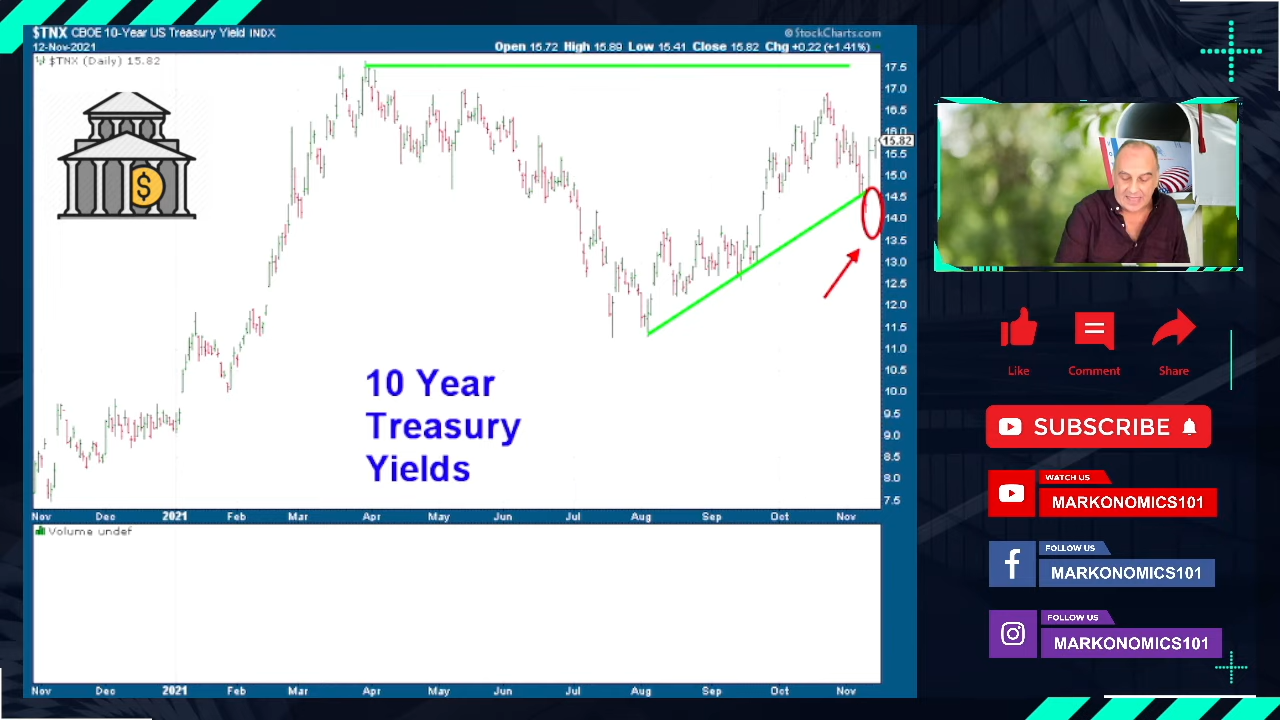 $TNX CBOE 10-Year US Treasury Yield INDX
© StockCharts.com
12-Nov-2021
Open 15.72 High 15.89 Low 15.41 Close 15.82 Chg +0.22 (+1.41%)
$TNX (Daily) 15.82
17.5
17.0
16.5
16.0
15.82
15.5
15.0
14.5
14.0
13.5
13.0
12.5
12.0
11.5
11.0
10.5
10.0
9.5
9.0
8.5
8.0
7.5
$
10 Year
Treasury
Yields
Nov Dec 2021 Feb Mar Apr May Jun Jul Aug Sep Oct Nov
Volume undef
Nov Dec 2021 Feb Mar Apr May Jun Jul Aug Sep Oct Nov
Like Comment Share
SUBSCRIBE
WATCH US
MARKONOMICS101
FOLLOW US
MARKONOMICS101
FOLLOW US
MARKONOMICS101